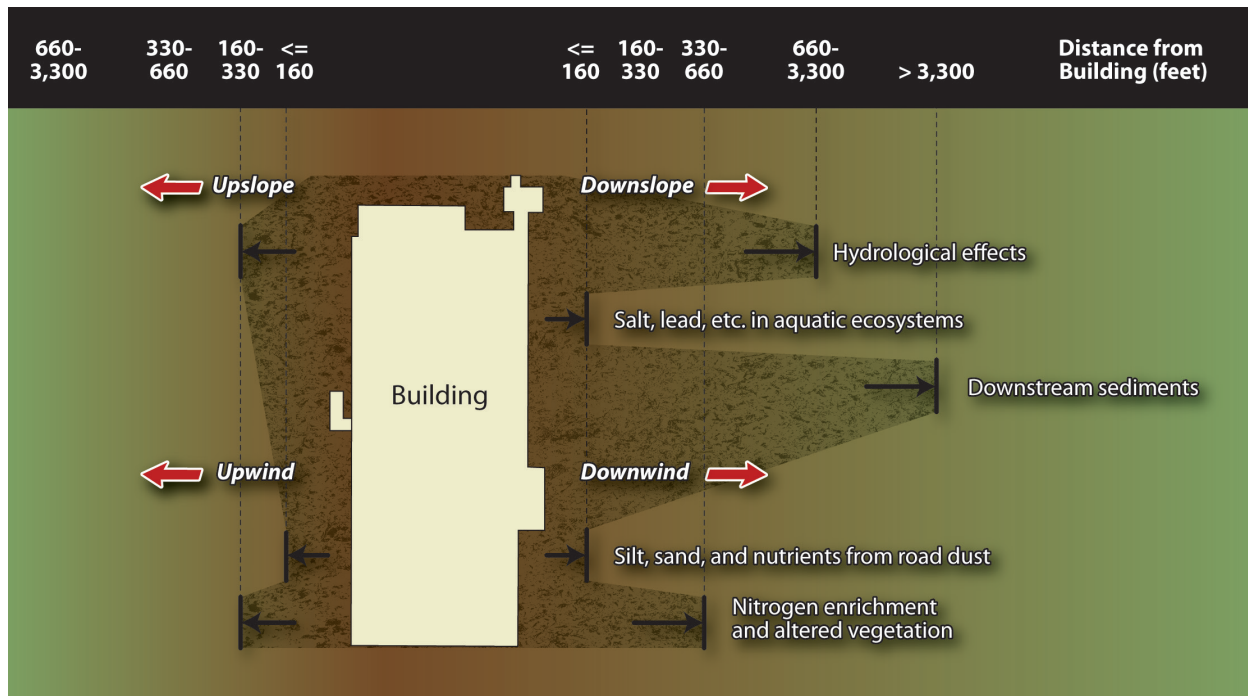 660- 330- 160- <= <= 160- 330- 660- Distance from
3,300 660 330 160 160 330 660 3,300 > 3,300 Building (feet)
Upslope Downslope
Hydrological effects
Salt, lead, etc. in aquatic ecosystems
Building
Downstream sediments
Upwind Downwind
Silt, sand, and nutrients from road dust
Nitrogen enrichment
and altered vegetation